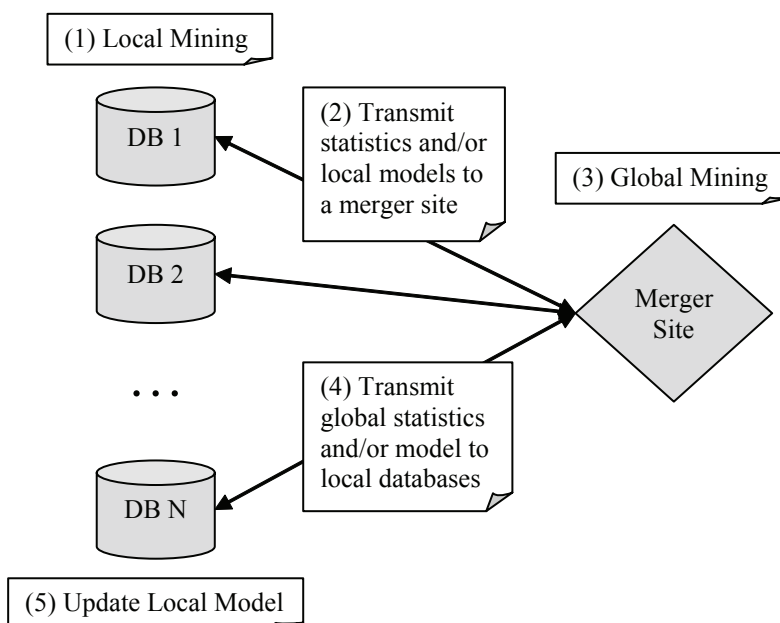 (1) Local Mining
DB 1
(2) Transmit
statistics and/or
local models to
a merger site
(3) Global Mining
DB 2
Merger
Site
...
(4) Transmit
global statistics
and/or model to
local databases
DB N
(5) Update Local Model